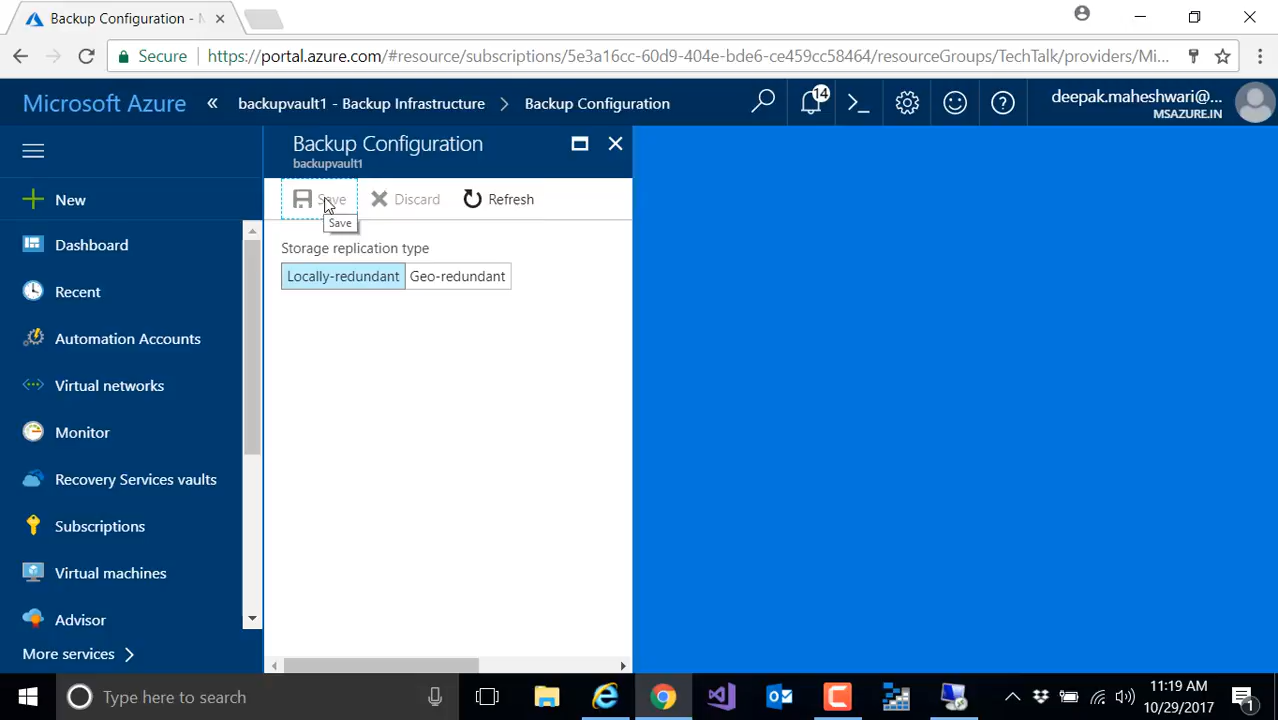 Backup Configuration - M
Secure
https://portal.azure.com/#resource/subscriptions/5e3a16cc-60d9-404e-bde6-ce459cc58464/resourceGroups/TechTalk/providers/Mi...
Microsoft Azure
backupvault1 - Backup Infrastructure
Backup Configuration
14
deepak.maheshwari@...
MSAZURE.IN
Backup Configuration
backupvault1
Save
Discard
Refresh
Save
Storage replication type
Locally-redundant
Geo-redundant
New
Dashboard
Recent
Automation Accounts
Virtual networks
Monitor
Recovery Services vaults
Subscriptions
Virtual machines
Advisor
More services
Type here to search
11:19 AM
10/29/2017
1